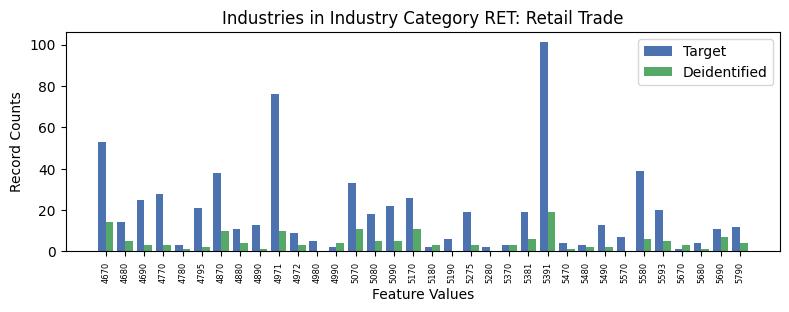 Industries in Industry Category RET: Retail Trade
Target
Deidentified
Record Counts
100
80
60
40
20
0
4670 4680 4690 4770 4780 4795 4870 4880 4890 4971 4972 4980 4990 5070 5080 5090 5170 5180 5190 5275 5280 5370 5381 5391 5470 5480 5490 5570 5580 5593 5670 5680 5690 5790
Feature Values